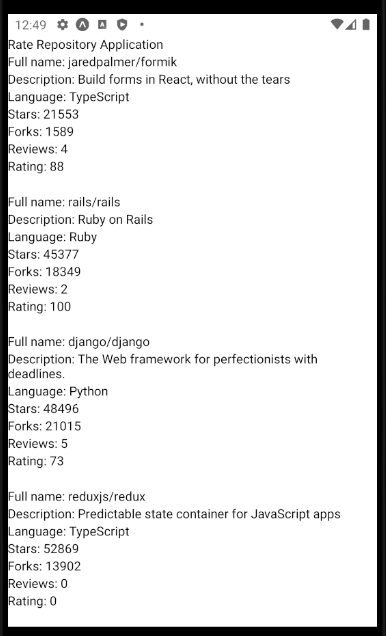 12:49
Rate Repository Application
Full name: jaredpalmer/formik
Description: Build forms in React, without the tears
Language: TypeScript
Stars: 21553
Forks: 1589
Reviews: 4
Rating: 88
Full name: rails/rails
Description: Ruby on Rails
Language: Ruby
Stars: 45377
Forks: 18349
Reviews: 2
Rating: 100
Full name: django/django
Description: The Web framework for perfectionists with
deadlines.
Language: Python
Stars: 48496
Forks: 21015
Reviews: 5
Rating: 73
Full name: reduxjs/redux
Description: Predictable state container for JavaScript apps
Language: TypeScript
Stars: 52869
Forks: 13902
Reviews: 0
Rating: 0